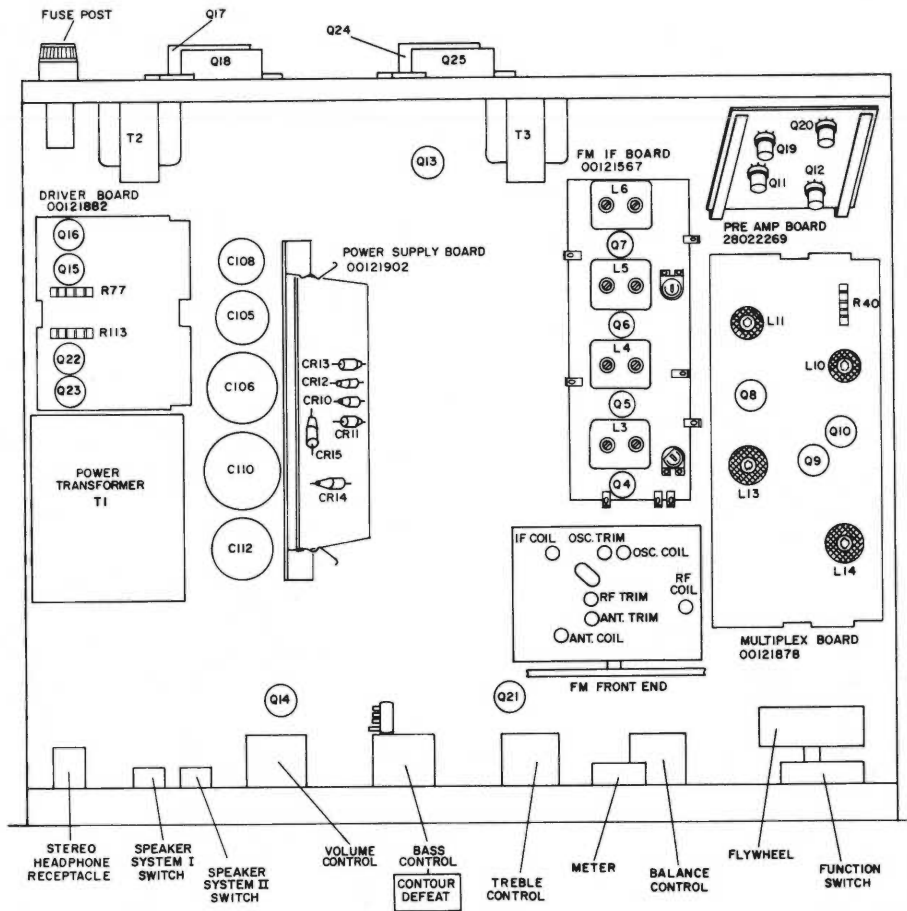 FUSE POST
Q17
Q18
Q24
Q25
T2
T3
Q13
FM IF BOARD
00121567
L6
Q7
L5
Q6
L4
Q5
L3
Q4
Q20
Q19
Q11
Q12
PRE AMP BOARD
28022269
DRIVER BOARD
00121882
Q16
Q15
R77
R113
Q22
Q23
POWER
TRANSFORMER
T1
C108
C105
C106
C110
C112
POWER SUPPLY BOARD
00121902
CR13
CR12
CR10
CR11
CR15
CR14
L11
R40
L10
Q8
Q10
Q9
L13
L14
MULTIPLEX BOARD
00121878
IF COIL
OSC. TRIM
OSC. COIL
RF
COIL
RF TRIM
ANT. TRIM
ANT. COIL
FM FRONT END
Q14
Q21
STEREO
HEADPHONE
RECEPTACLE
SPEAKER
SYSTEM I
SWITCH
SPEAKER
SYSTEM II
SWITCH
VOLUME
CONTROL
BASS
CONTROL
CONTOUR
DEFEAT
TREBLE
CONTROL
METER
BALANCE
CONTROL
FLYWHEEL
FUNCTION
SWITCH